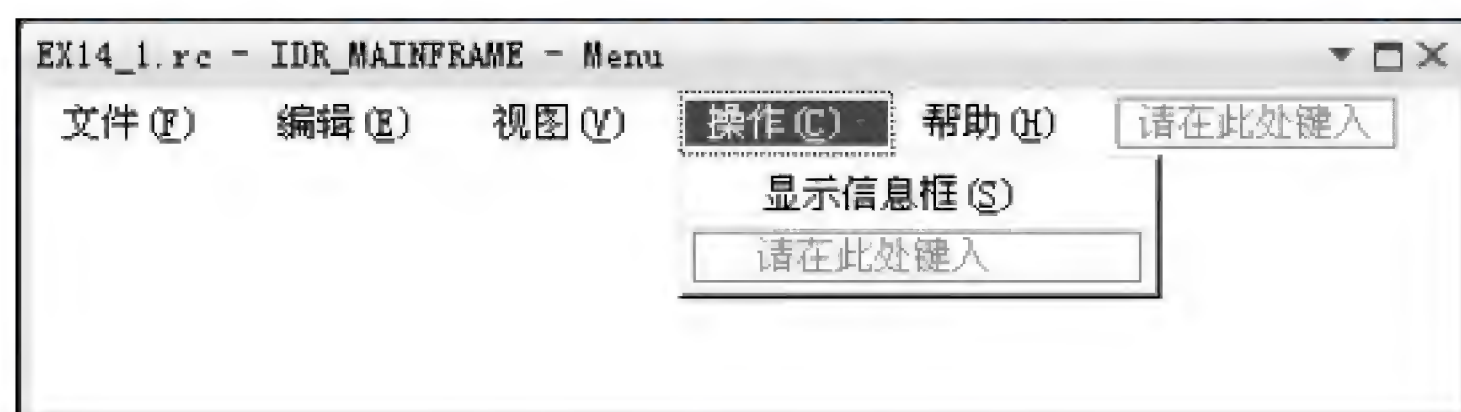 EX14_1.rc - IDR_MAINFRAME - Menu
文件(F) 编辑(E) 视图(V) 操作(C) 帮助(H) 请在此处键入
显示信息框(S)
请在此处键入